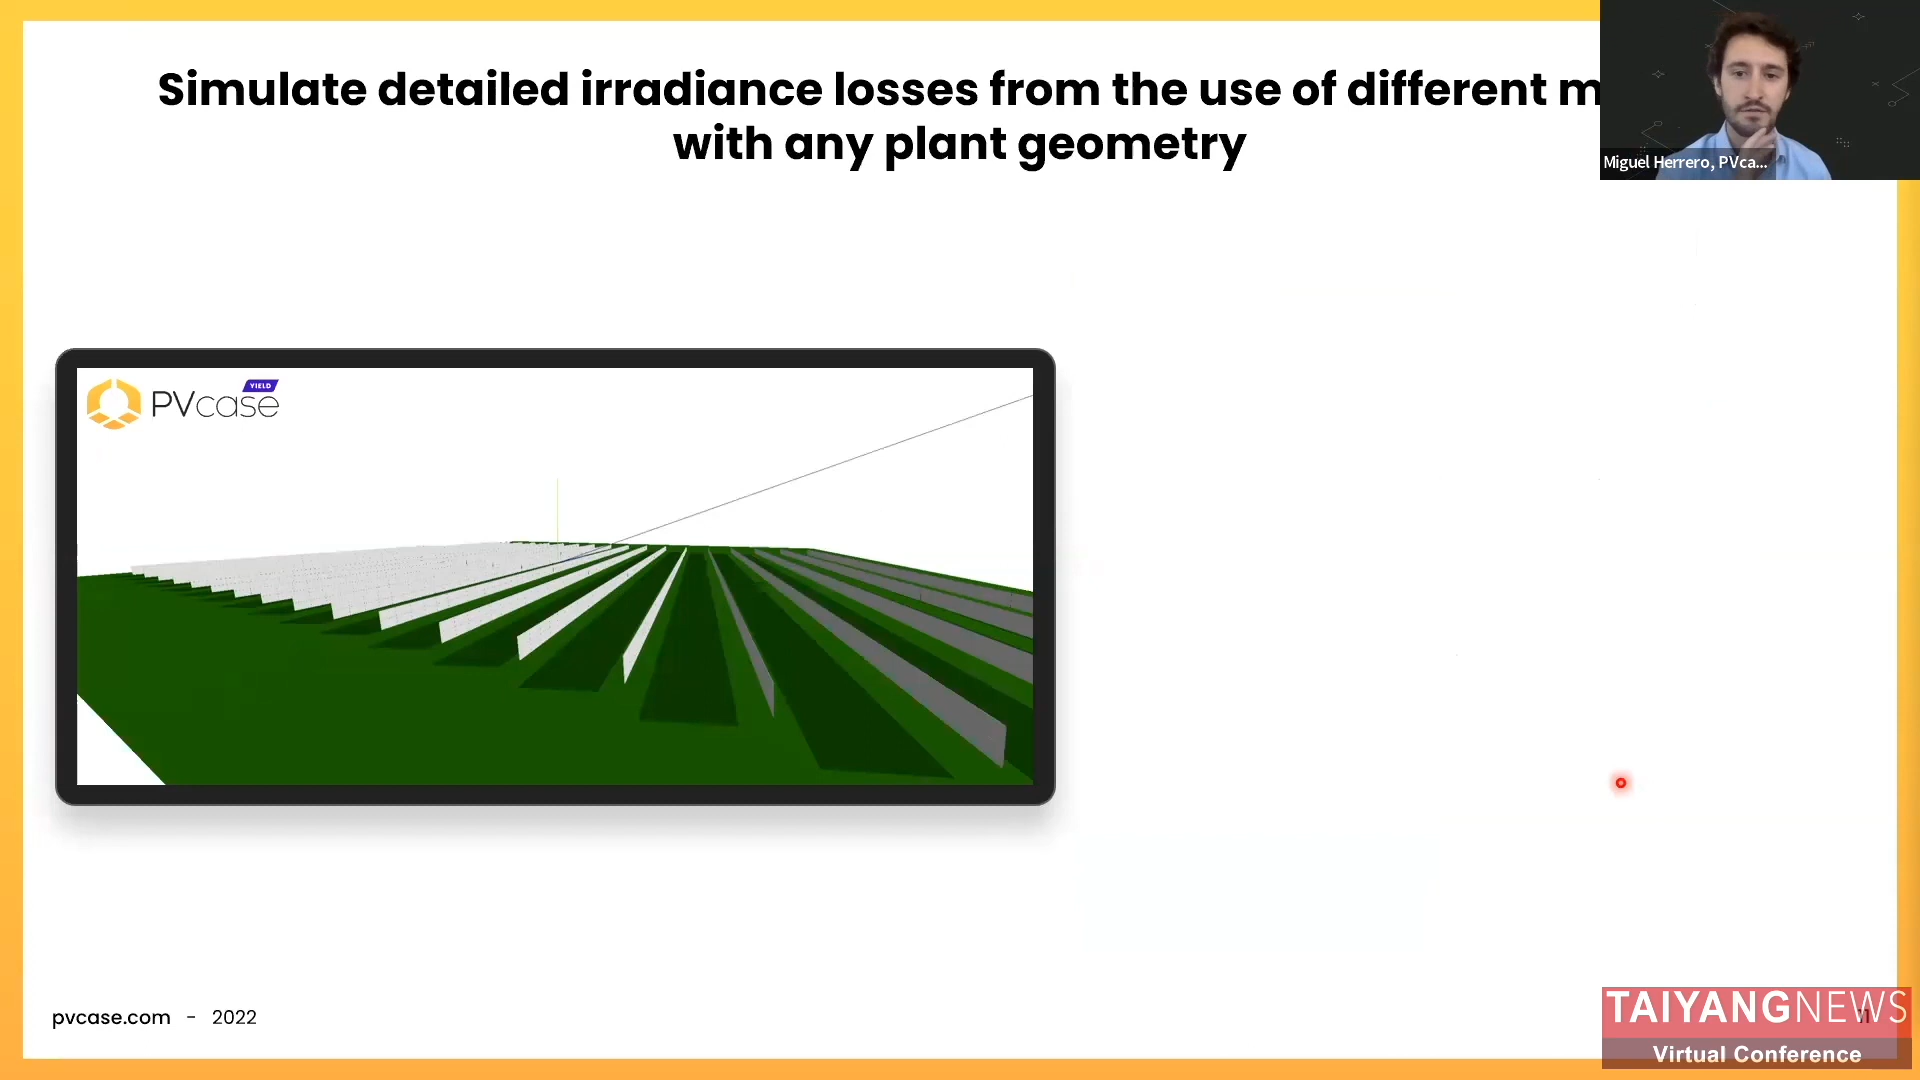 Simulate detailed irradiance losses from the use of different
with any plant geometry
Miguel Herrero, PVca...
YIELD
PVcase
pvcase.com - 2022
TAIYANGNEWS
Virtual Conference